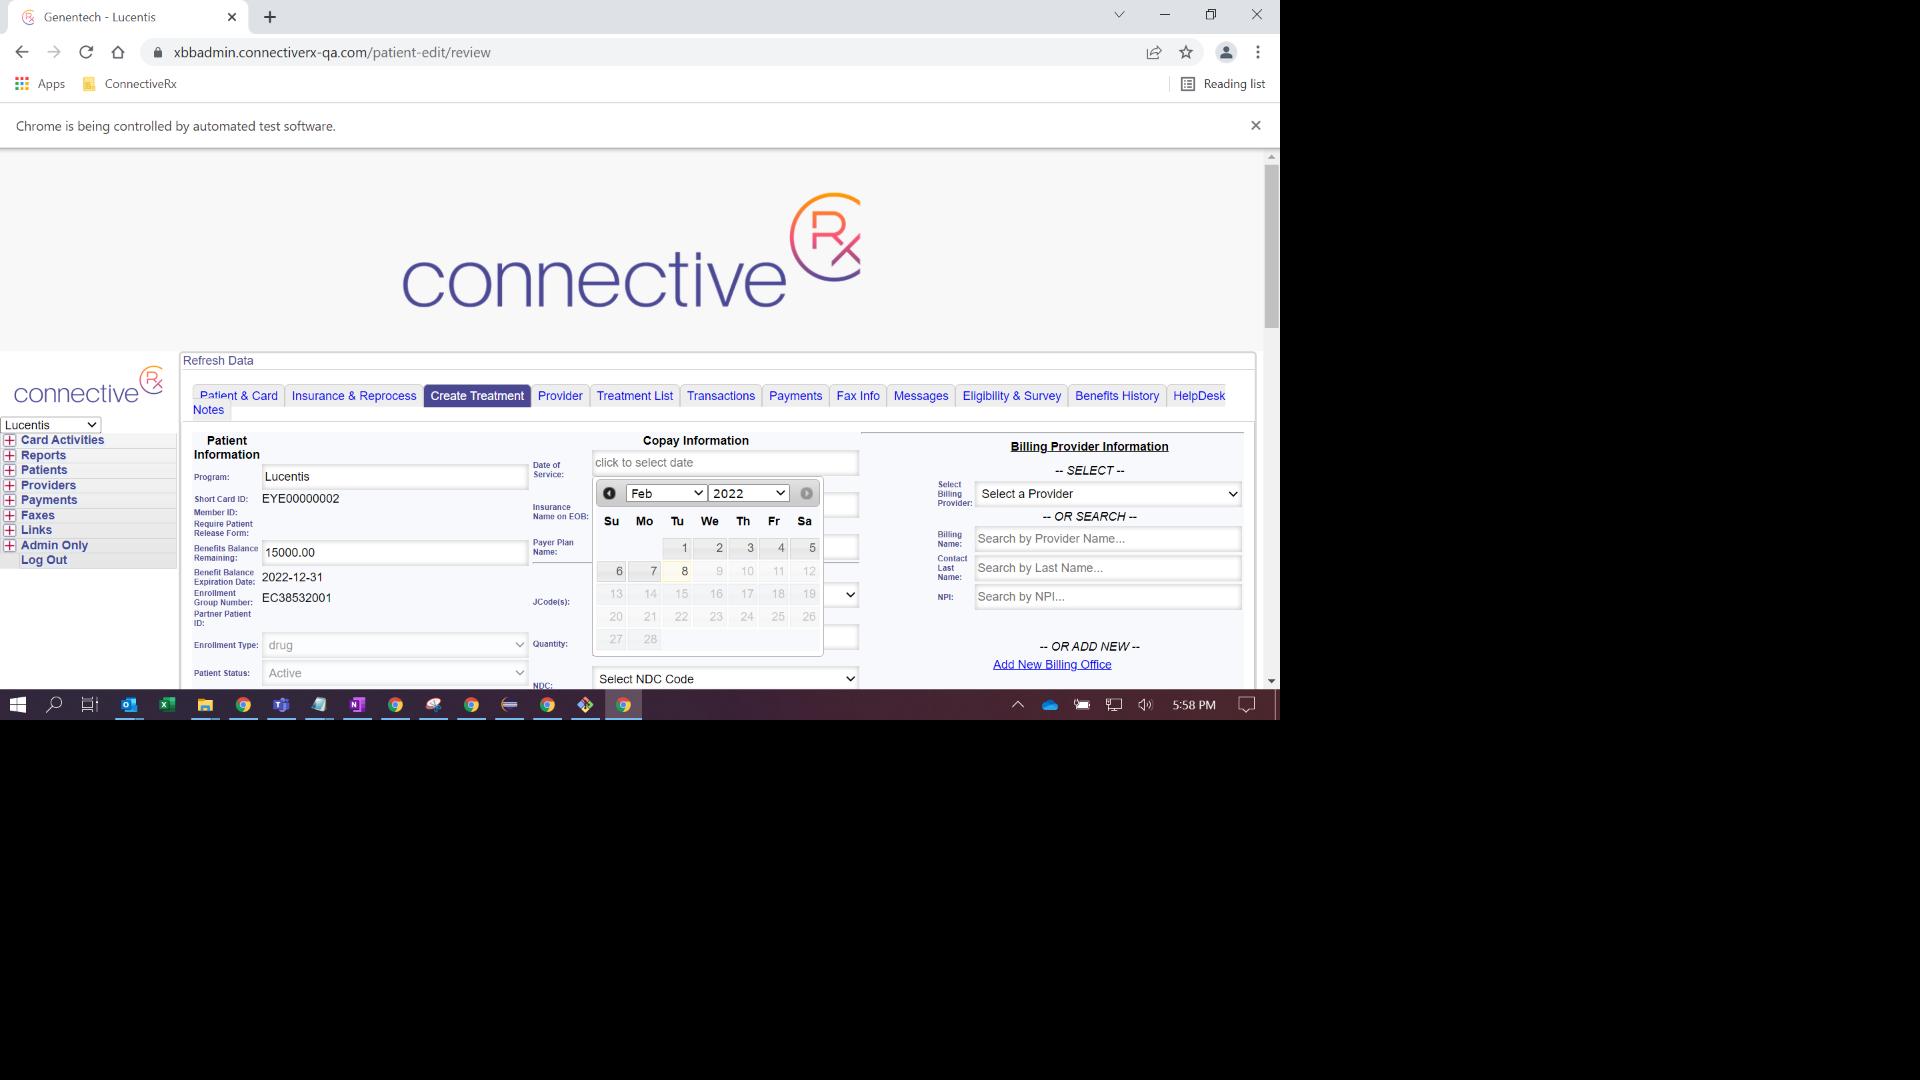 Genentech - Lucentis
xbbadmin.connectiverx-qa.com/patient-edit/review
Apps
ConnectiveRx
Reading list
Chrome is being controlled by automated test software.
connective Rx
connective Rx
Lucentis
Card Activities
Reports
Patients
Providers
Payments
Faxes
Links
Admin Only
Log Out
Refresh Data
Patient & Card Insurance & Reprocess Create Treatment Provider Treatment List Transactions Payments Fax Info Messages Eligibility & Survey Benefits History HelpDesk
Notes
Patient
Information
Program: Lucentis
Short Card ID: EYE00000002
Member ID:
Require Patient
Release Form:
Benefits Balance
Remaining: 15000.00
Benefit Balance
Expiration Date: 2022-12-31
Enrollment
Group Number: EC38532001
Partner Patient
ID:
Enrollment Type: drug
Patient Status: Active
Copay Information
Date of
Service: click to select date
Feb 2022
Su Mo Tu We Th Fr Sa
1 2 3 4 5
6 7 8 9 10 11 12
13 14 15 16 17 18 19
20 21 22 23 24 25 26
27 28
Insurance
Name on EOB:
Payer Plan
Name:
JCode(s):
Quantity:
NDC: Select NDC Code
Billing Provider Information
-- SELECT --
Select
Billing
Provider: Select a Provider
-- OR SEARCH --
Billing
Name: Search by Provider Name...
Contact
Last
Name: Search by Last Name...
NPI: Search by NPI...
-- OR ADD NEW --
Add New Billing Office
5:58 PM